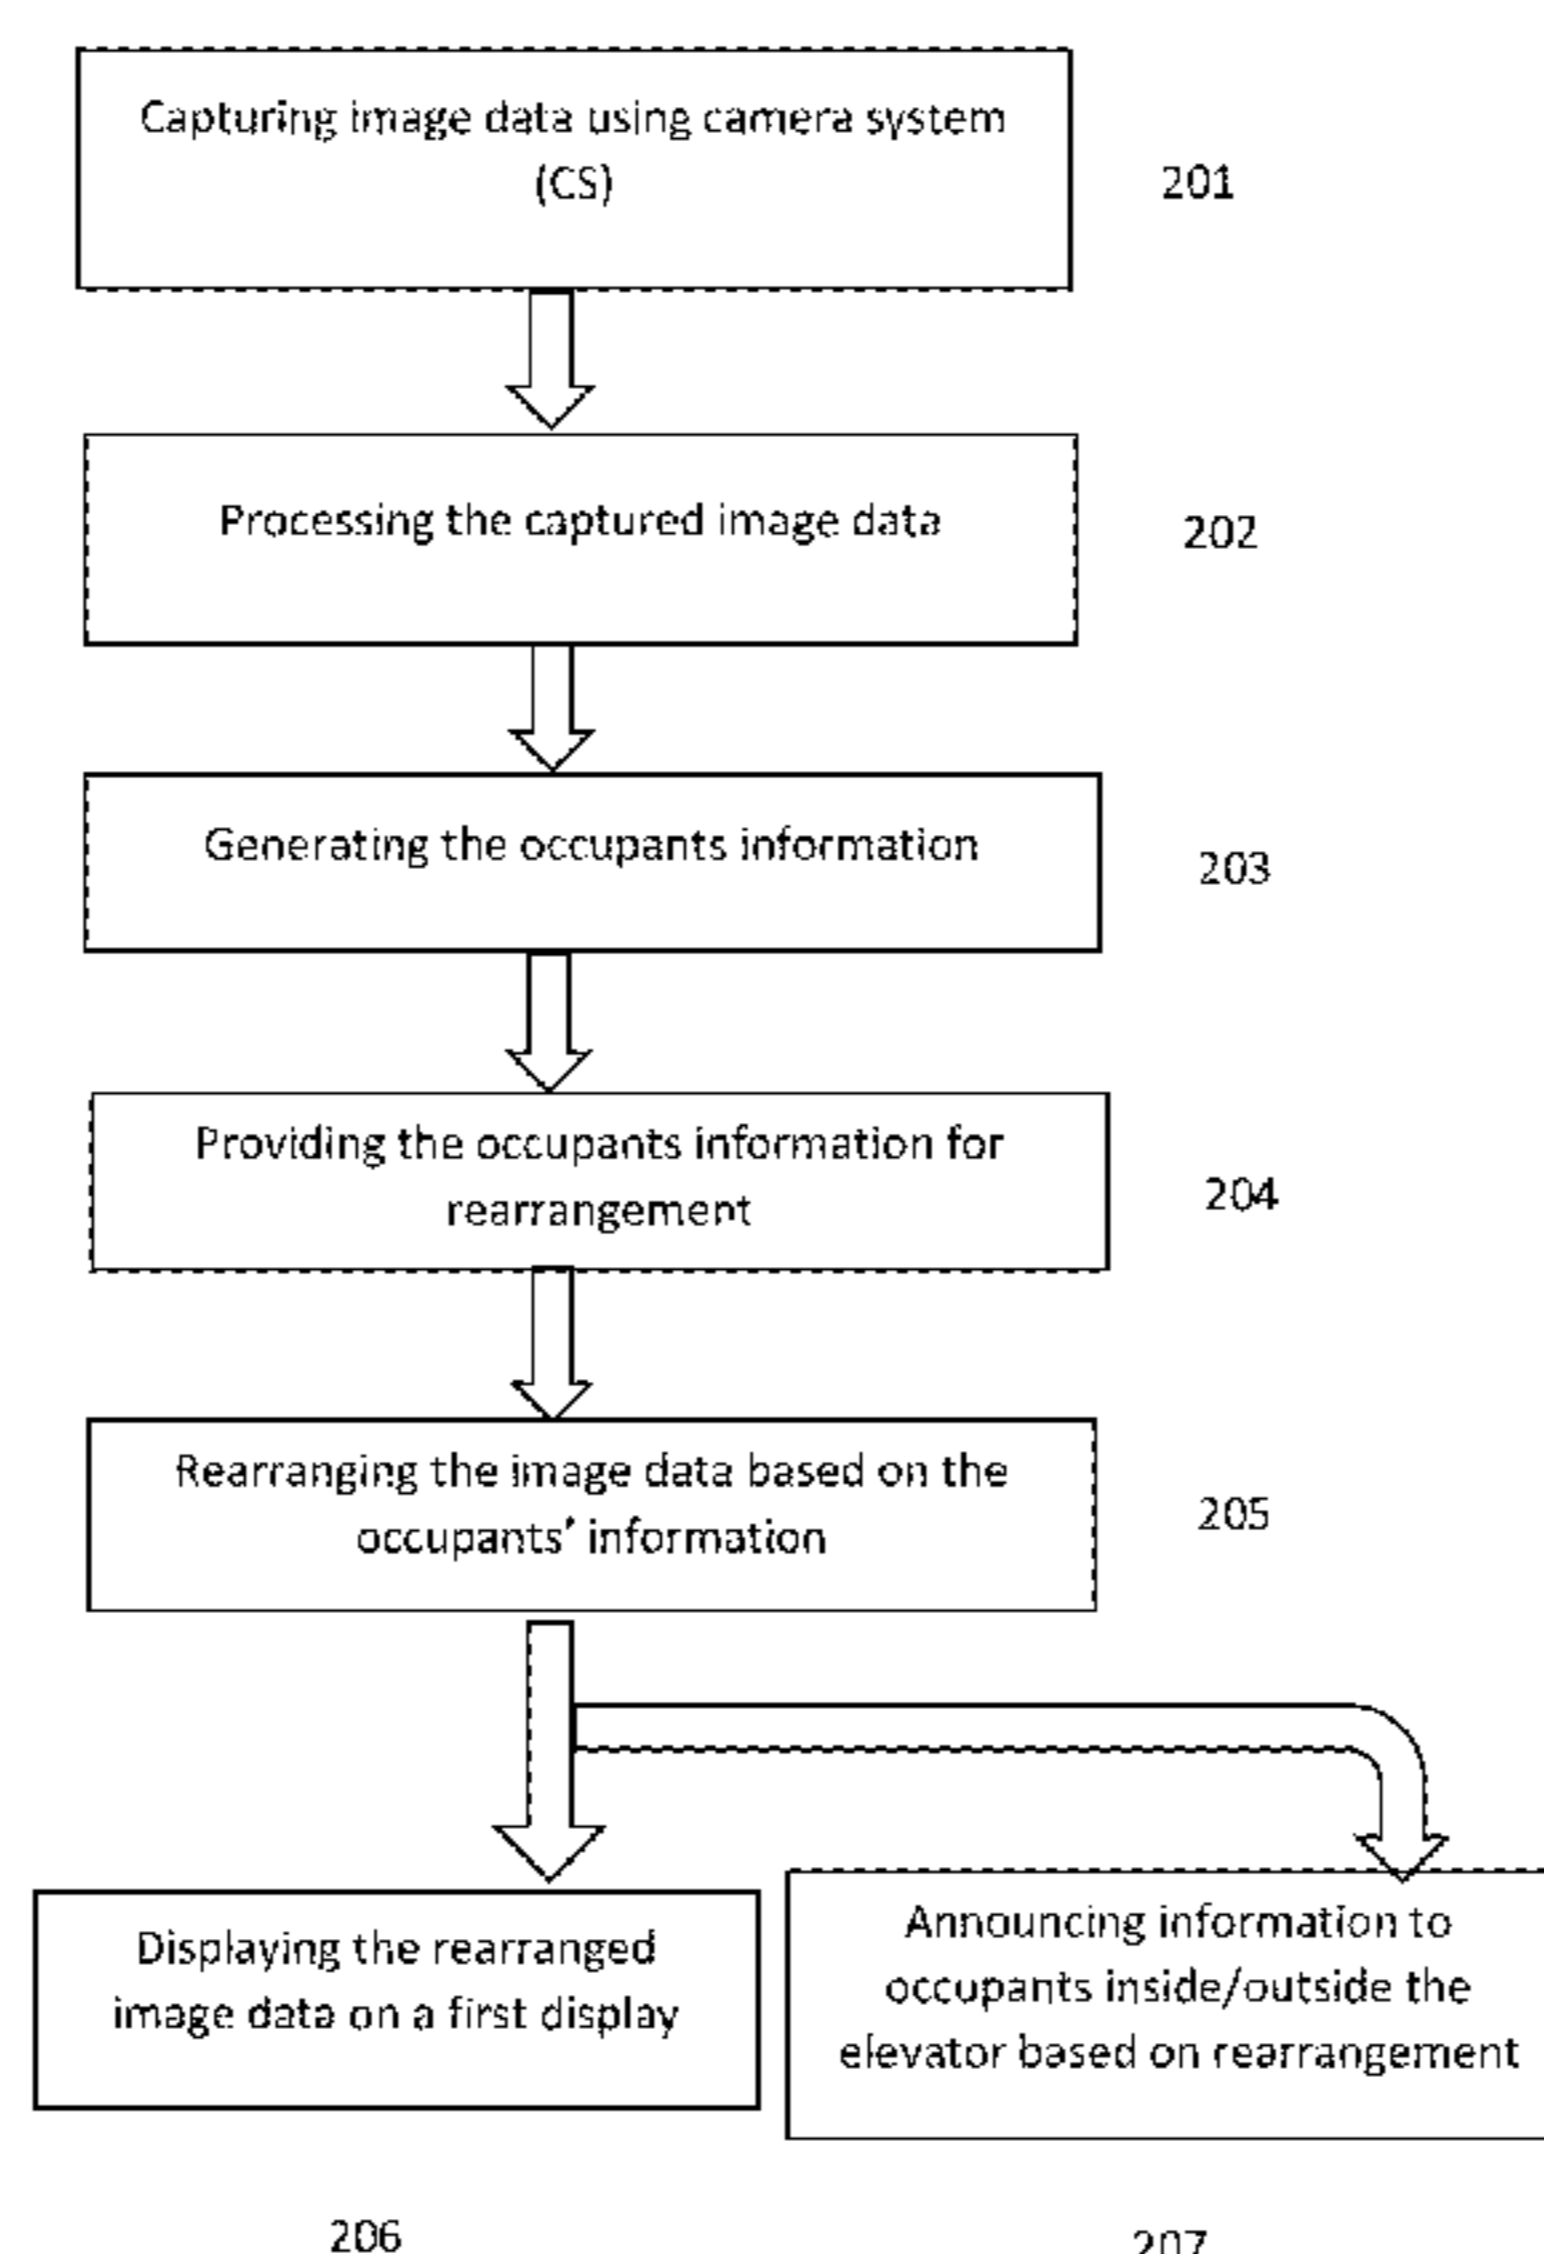 Capturing image data using camera system
(CS)
201
Processing the captured image data
202
Generating the occupants information
203
Providing the occupants information for
rearrangement
204
Rearranging the image data based on the
occupants' information
205
Displaying the rearranged
image data on a first display
Announcing information to
occupants inside/outside the
elevator based on rearrangement
206
207